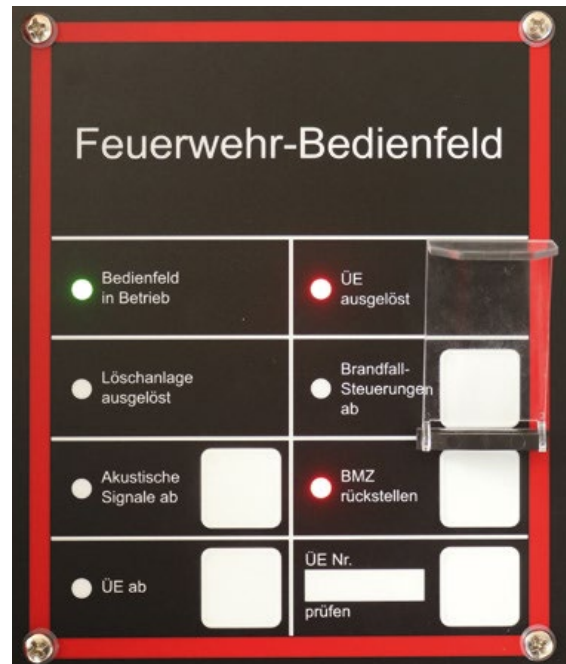 Feuerwehr-Bedienfeld
Bedienfeld
in Betrieb
ÜE
ausgelöst
Löschanlage
ausgelöst
Brandfall-
Steuerungen
ab
Akustische
Signale ab
BMZ
rückstellen
ÜE ab
ÜE Nr.
prüfen